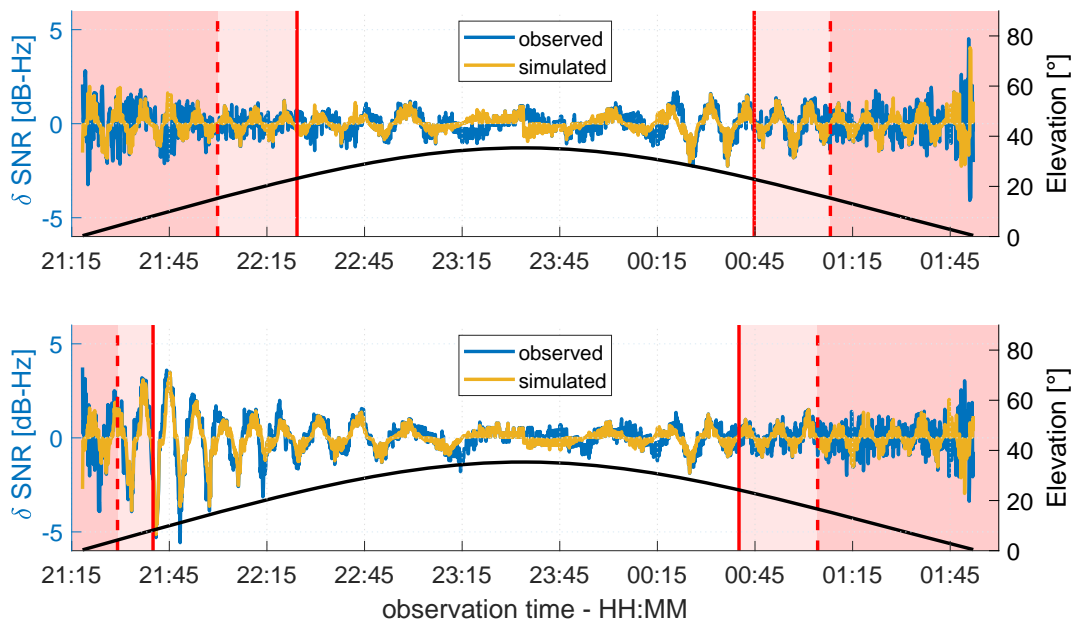 5
0
-5
δ SNR [dB-Hz]
observed
simulated
80
60
40
20
0
Elevation [°]
21:15 21:45 22:15 22:45 23:15 23:45 00:15 00:45 01:15 01:45
5
0
-5
δ SNR [dB-Hz]
observed
simulated
80
60
40
20
0
Elevation [°]
21:15 21:45 22:15 22:45 23:15 23:45 00:15 00:45 01:15 01:45
observation time - HH:MM